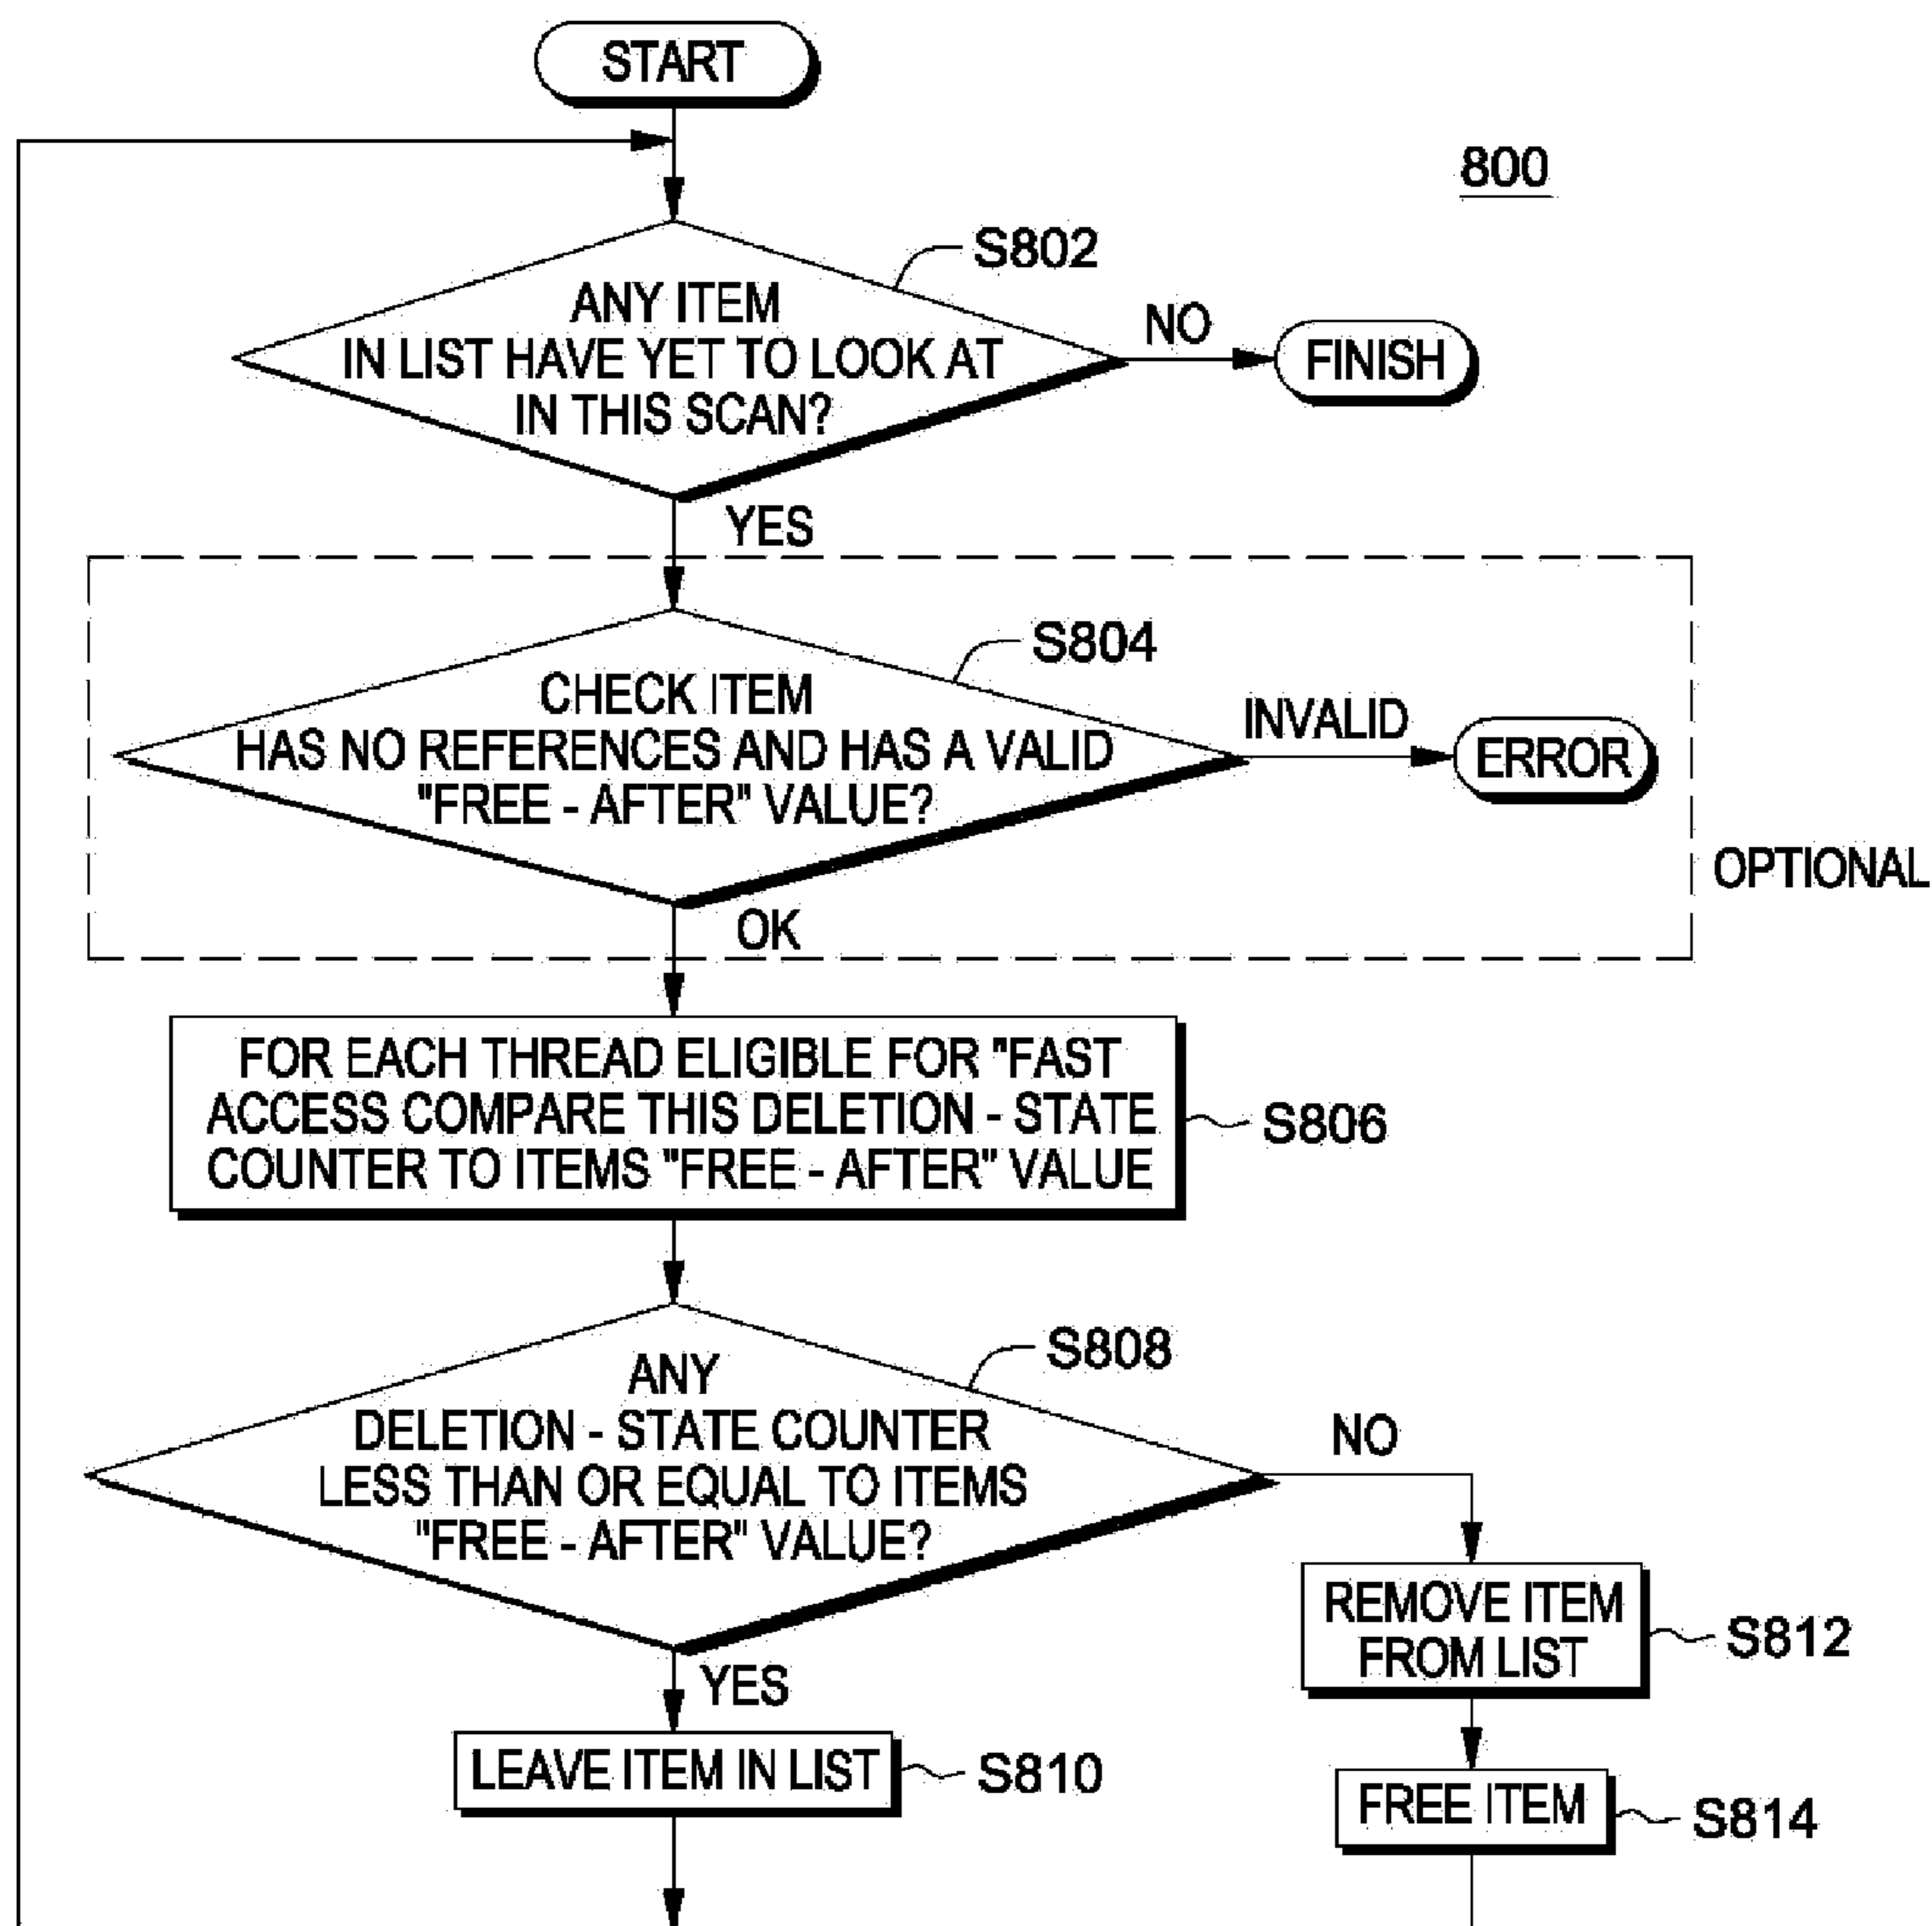 START
800
S802
ANY ITEM
IN LIST HAVE YET TO LOOK AT
IN THIS SCAN?
NO
FINISH
YES
S804
CHECK ITEM
HAS NO REFERENCES AND HAS A VALID
"FREE - AFTER" VALUE?
INVALID
ERROR
OPTIONAL
OK
FOR EACH THREAD ELIGIBLE FOR "FAST
ACCESS COMPARE THIS DELETION - STATE
COUNTER TO ITEMS "FREE - AFTER" VALUE
S806
S808
ANY
DELETION - STATE COUNTER
LESS THAN OR EQUAL TO ITEMS
"FREE - AFTER" VALUE?
NO
REMOVE ITEM
FROM LIST
S812
YES
LEAVE ITEM IN LIST
S810
FREE ITEM
S814